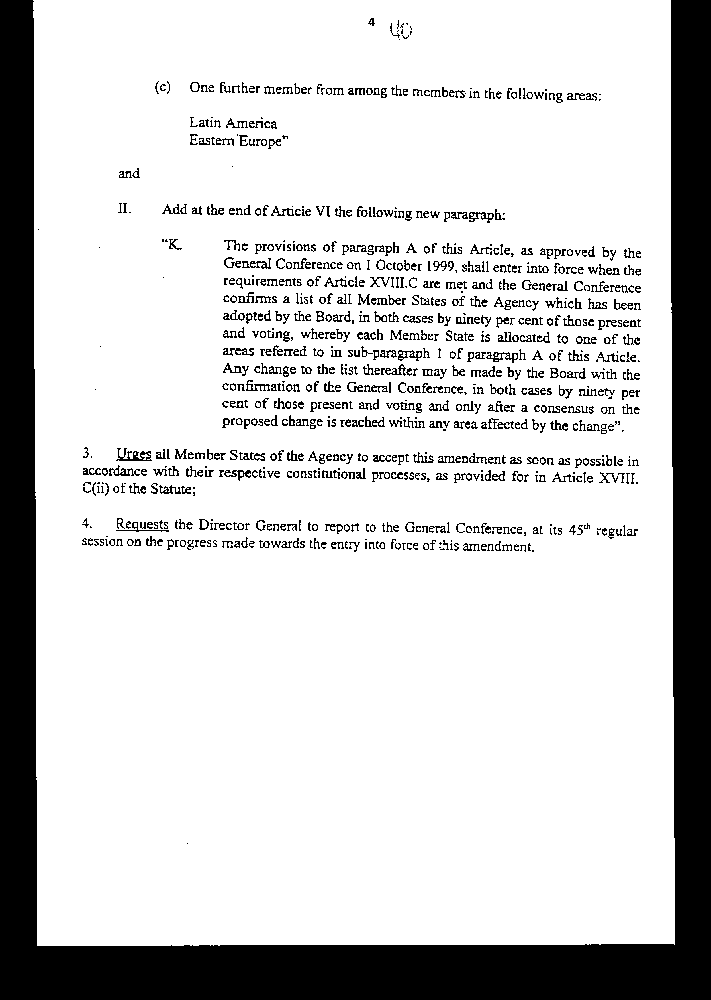 4 40
(c) One further member from among the members in the following areas:
Latin America
Eastern Europe”
and
II. Add at the end of Article VI the following new paragraph:
“K. The provisions of paragraph A of this Article, as approved by the
General Conference on 1 October 1999, shall enter into force when the
requirements of Article XVIII.C are met and the General Conference
confirms a list of all Member States of the Agency which has been
adopted by the Board, in both cases by ninety per cent of those present
and voting, whereby each Member State is allocated to one of the
areas referred to in sub-paragraph 1 of paragraph A of this Article.
Any change to the list thereafter may be made by the Board with the
confirmation of the General Conference, in both cases by ninety per
cent of those present and voting and only after a consensus on the
proposed change is reached within any area affected by the change”.
3. Urges all Member States of the Agency to accept this amendment as soon as possible in
accordance with their respective constitutional processes, as provided for in Article XVIII.
C(ii) of the Statute;
4. Requests the Director General to report to the General Conference, at its 45th regular
session on the progress made towards the entry into force of this amendment.